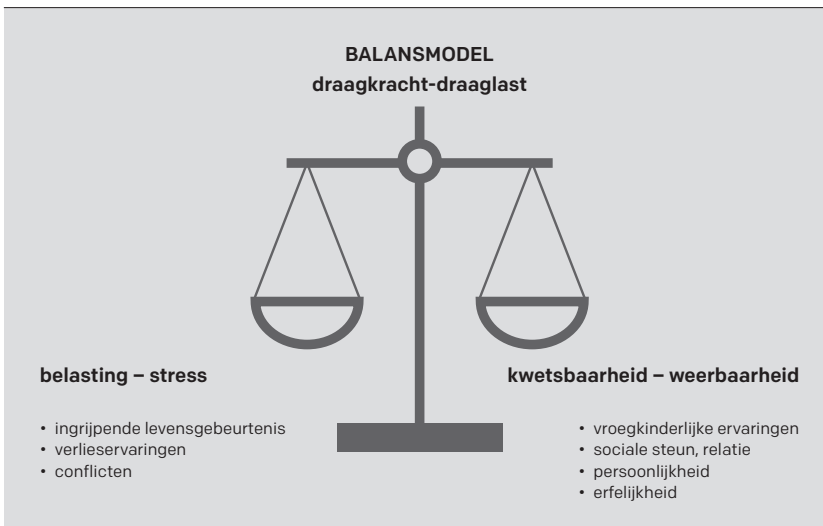 BALANSMODEL
draagkracht-draaglast
belasting – stress
• ingrijpende levensgebeurtenis
• verlieservaringen
• conflicten
kwetsbaarheid – weerbaarheid
• vroegkinderlijke ervaringen
• sociale steun, relatie
• persoonlijkheid
• erfelijkheid